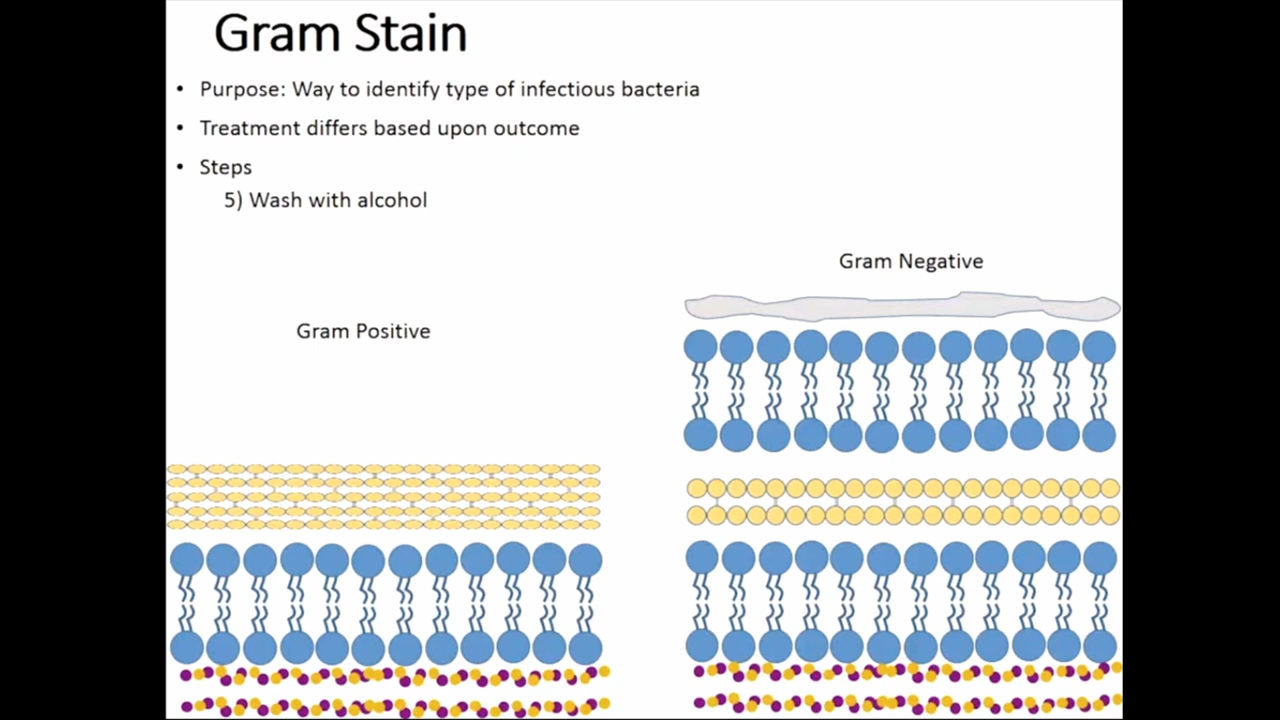 Gram Stain
• Purpose: Way to identify type of infectious bacteria
• Treatment differs based upon outcome
• Steps
5) Wash with alcohol
Gram Negative
Gram Positive